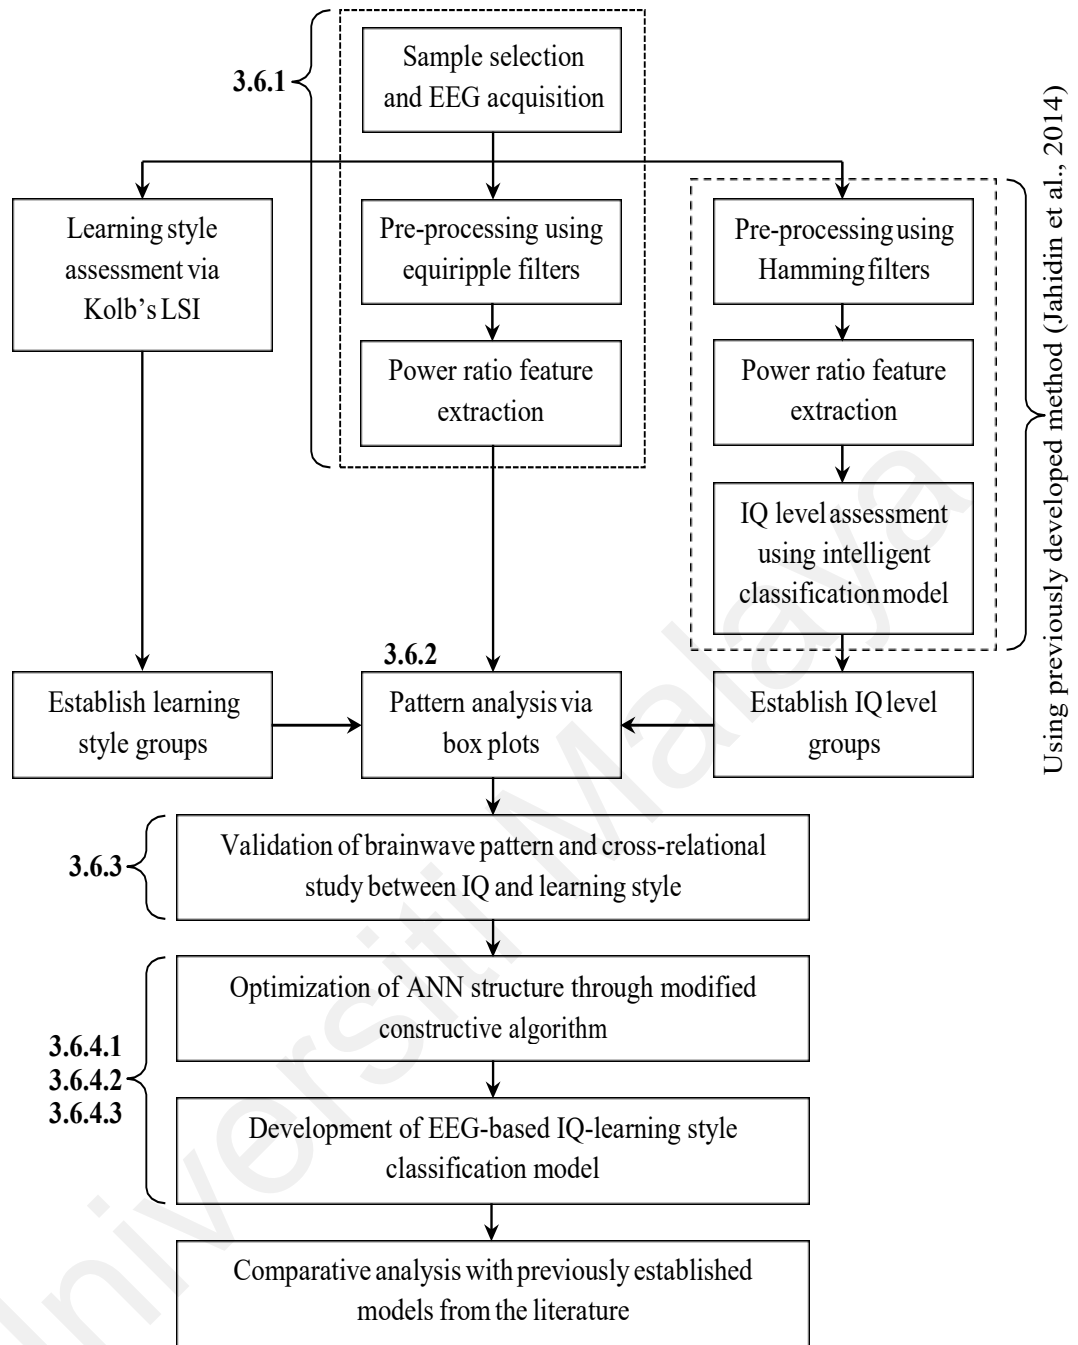 3.6.1
Sample selection
and EEG acquisition
Learning style
assessment via
Kolb's LSI
Pre-processing using
equiripple filters
Pre-processing using
Hamming filters
Power ratio feature
extraction
Power ratio feature
extraction
IQ level assessment
using intelligent
classification model
Using previously developed method (Jahidin et al., 2014)
3.6.2
Establish learning
style groups
Pattern analysis via
box plots
Establish IQ level
groups
3.6.3
Validation of brainwave pattern and cross-relational
study between IQ and learning style
3.6.4.1
3.6.4.2
3.6.4.3
Optimization of ANN structure through modified
constructive algorithm
Development of EEG-based IQ-learning style
classification model
Comparative analysis with previously established
models from the literature
Universiti Malaya